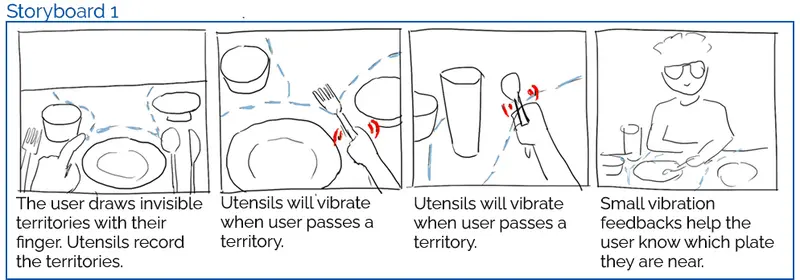 Storyboard 1
The user draws invisible
territories with their
finger. Utensils record
the territories.
Utensils will vibrate
when user passes a
territory.
Utensils will vibrate
when user passes a
territory.
Small vibration
feedbacks help the
user know which plate
they are near.